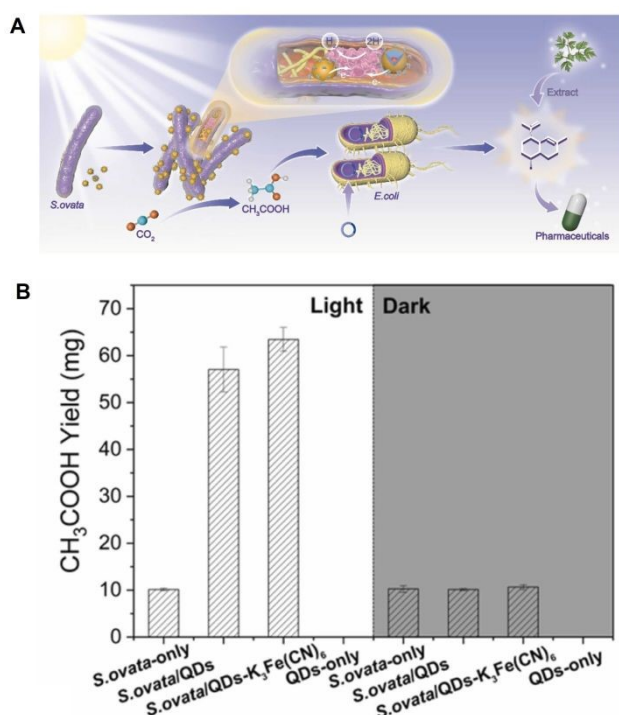 A
H
2H⁺
e⁻
Extract
S.ovata
CO₂
CH₃COOH
E.coli
Pharmaceuticals
B
Light
Dark
CH₃COOH Yield (mg)
70
60
50
40
30
20
10
0
S.ovata-only
S.ovata/QDs
S.ovata/QDs-K₃Fe(CN)₆
QDs-only
S.ovata-only
S.ovata/QDs
S.ovata/QDs-K₃Fe(CN)₆
QDs-only